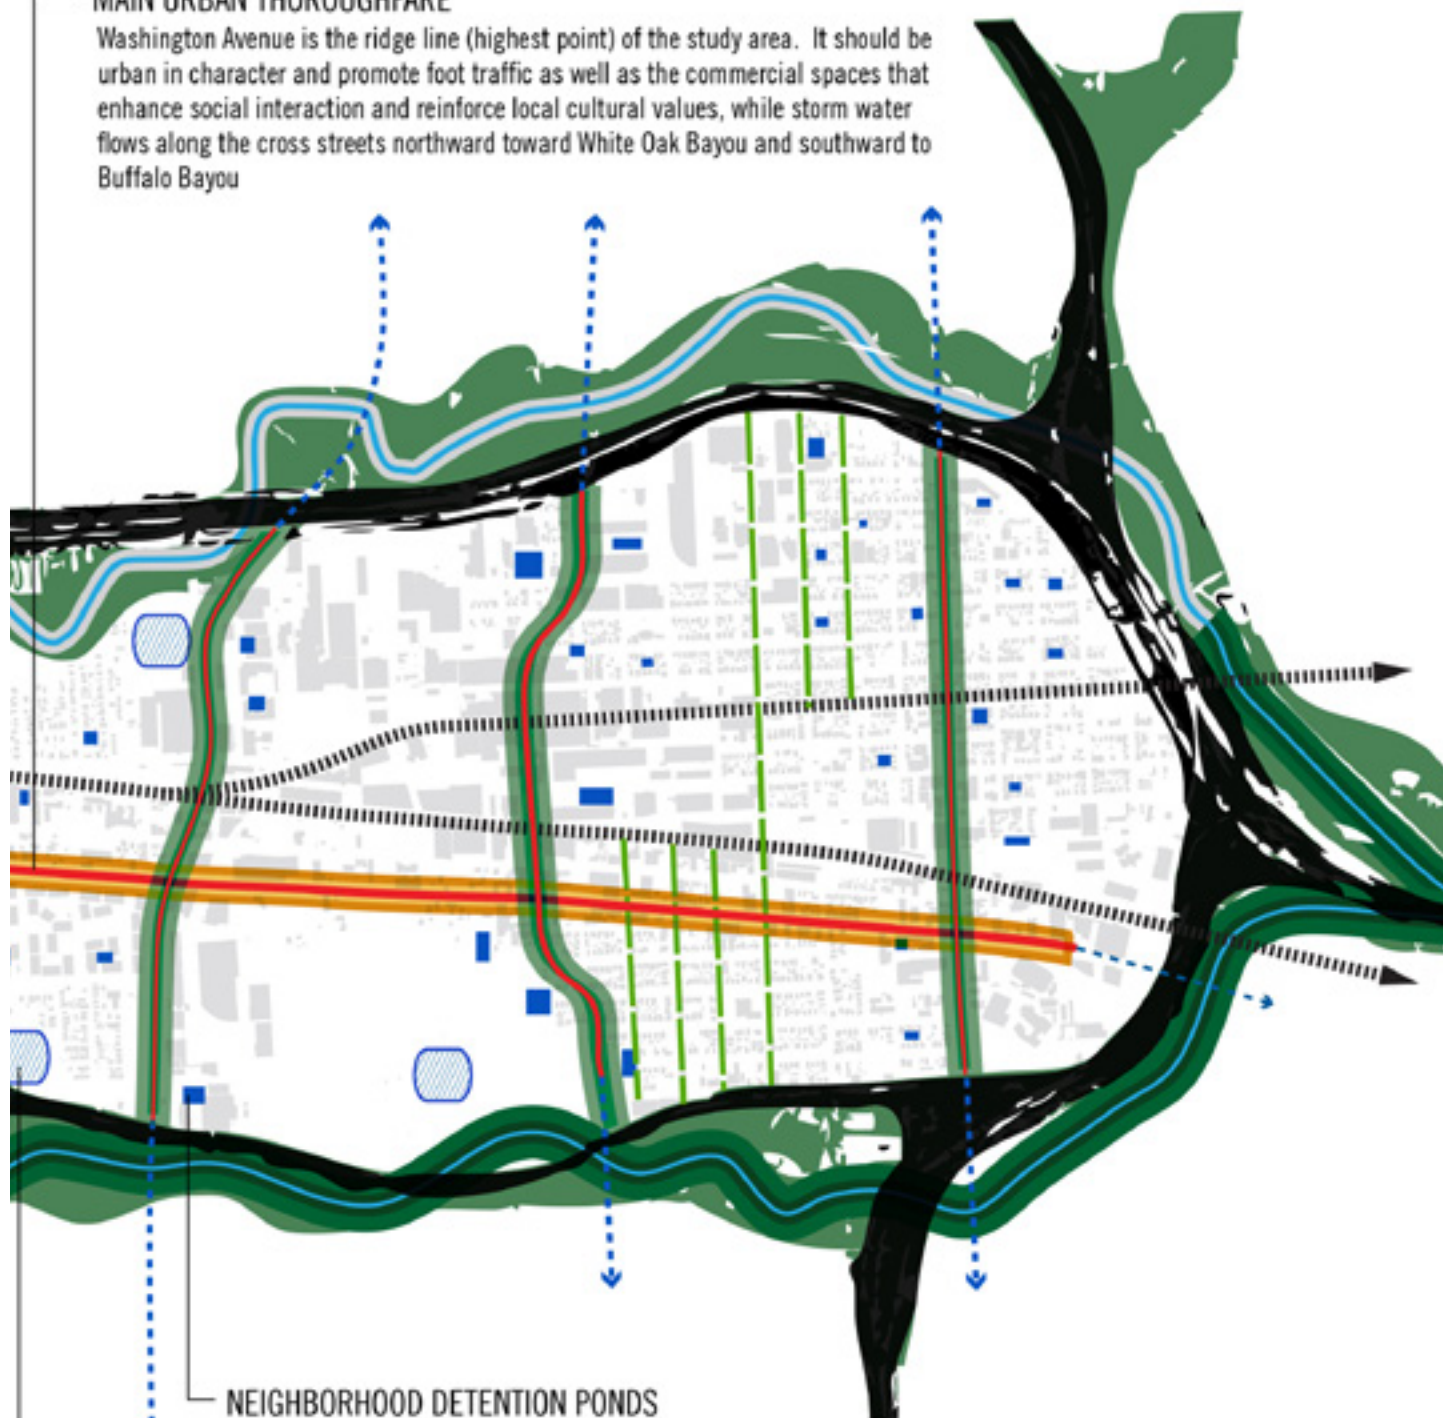 MAIN URBAN THOROUGHFARE
Washington Avenue is the ridge line (highest point) of the study area. It should be
urban in character and promote foot traffic as well as the commercial spaces that
enhance social interaction and reinforce local cultural values, while storm water
flows along the cross streets northward toward White Oak Bayou and southward to
Buffalo Bayou
NEIGHBORHOOD DETENTION PONDS